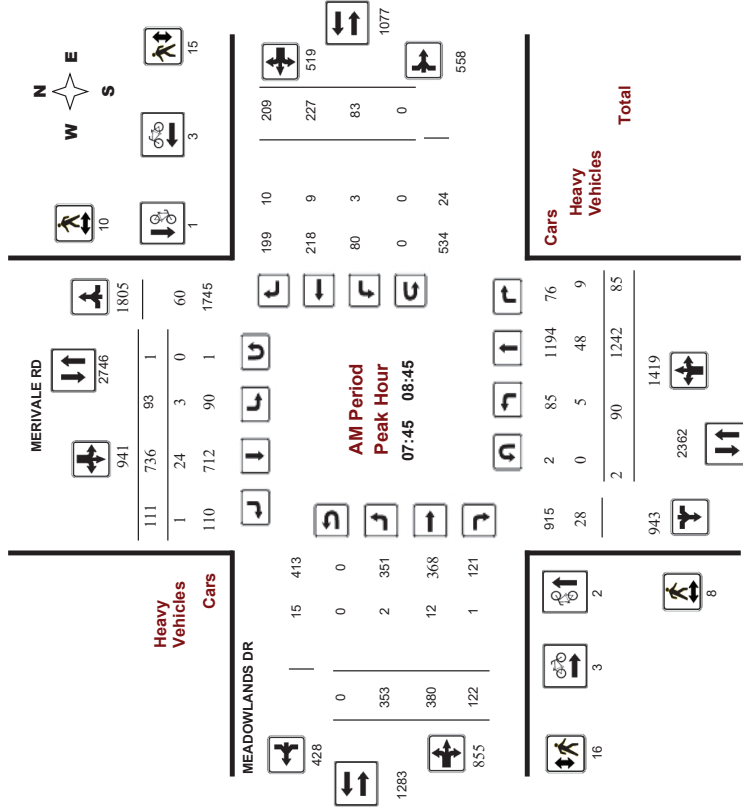 N
W E
S
10
15
1
3
MERIVALE RD
2746
941
1805
111 736 93 1
1 24 3 0 60
110 712 90 1 1745
Heavy
Vehicles
Cars
MEADOWLANDS DR
428
15 413
0 0 0
353 2 351
380 12 368
122 1 121
1283
855
AM Period
Peak Hour
07:45 08:45
519
1077
558
199 10 209
218 9 227
80 3 83
0 0 0
534 24
Cars
Heavy
Vehicles
Total
915 2 85 1194 76
28 0 5 48 9
2 90 1242 85
943
1419
2362
16
3
2
8